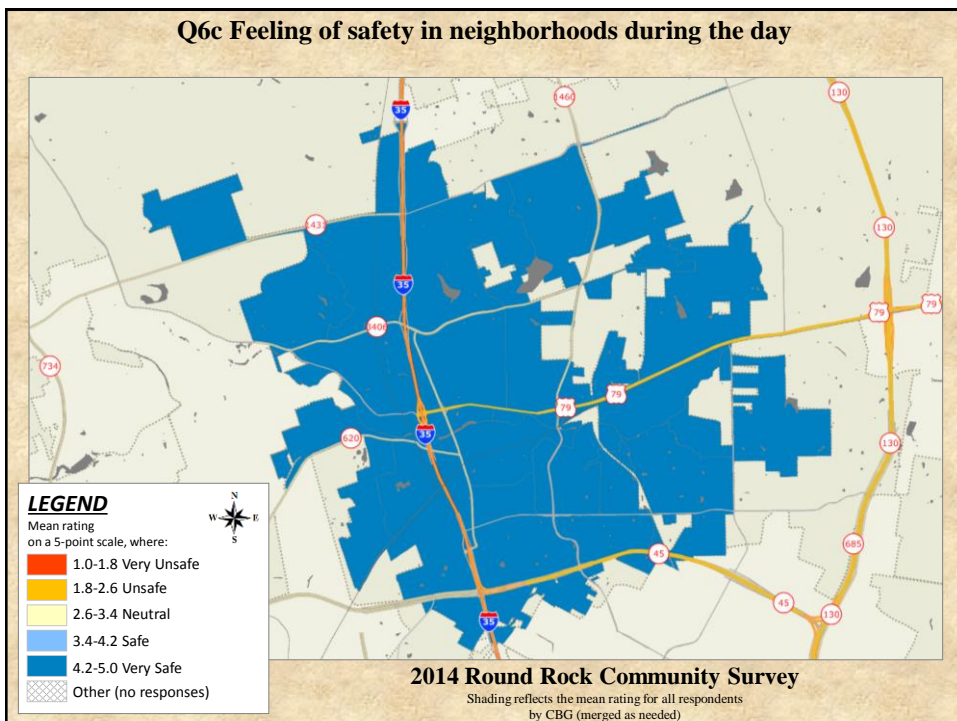 Q6c Feeling of safety in neighborhoods during the day
35
1460
130
1431
130
35
79
79
3406
734
79
79
620
35
130
45
685
45
130
35
LEGEND
N
W E
S
Mean rating
on a 5-point scale, where:
1.0-1.8 Very Unsafe
1.8-2.6 Unsafe
2.6-3.4 Neutral
3.4-4.2 Safe
4.2-5.0 Very Safe
Other (no responses)
2014 Round Rock Community Survey
Shading reflects the mean rating for all respondents
by CBG (merged as needed)